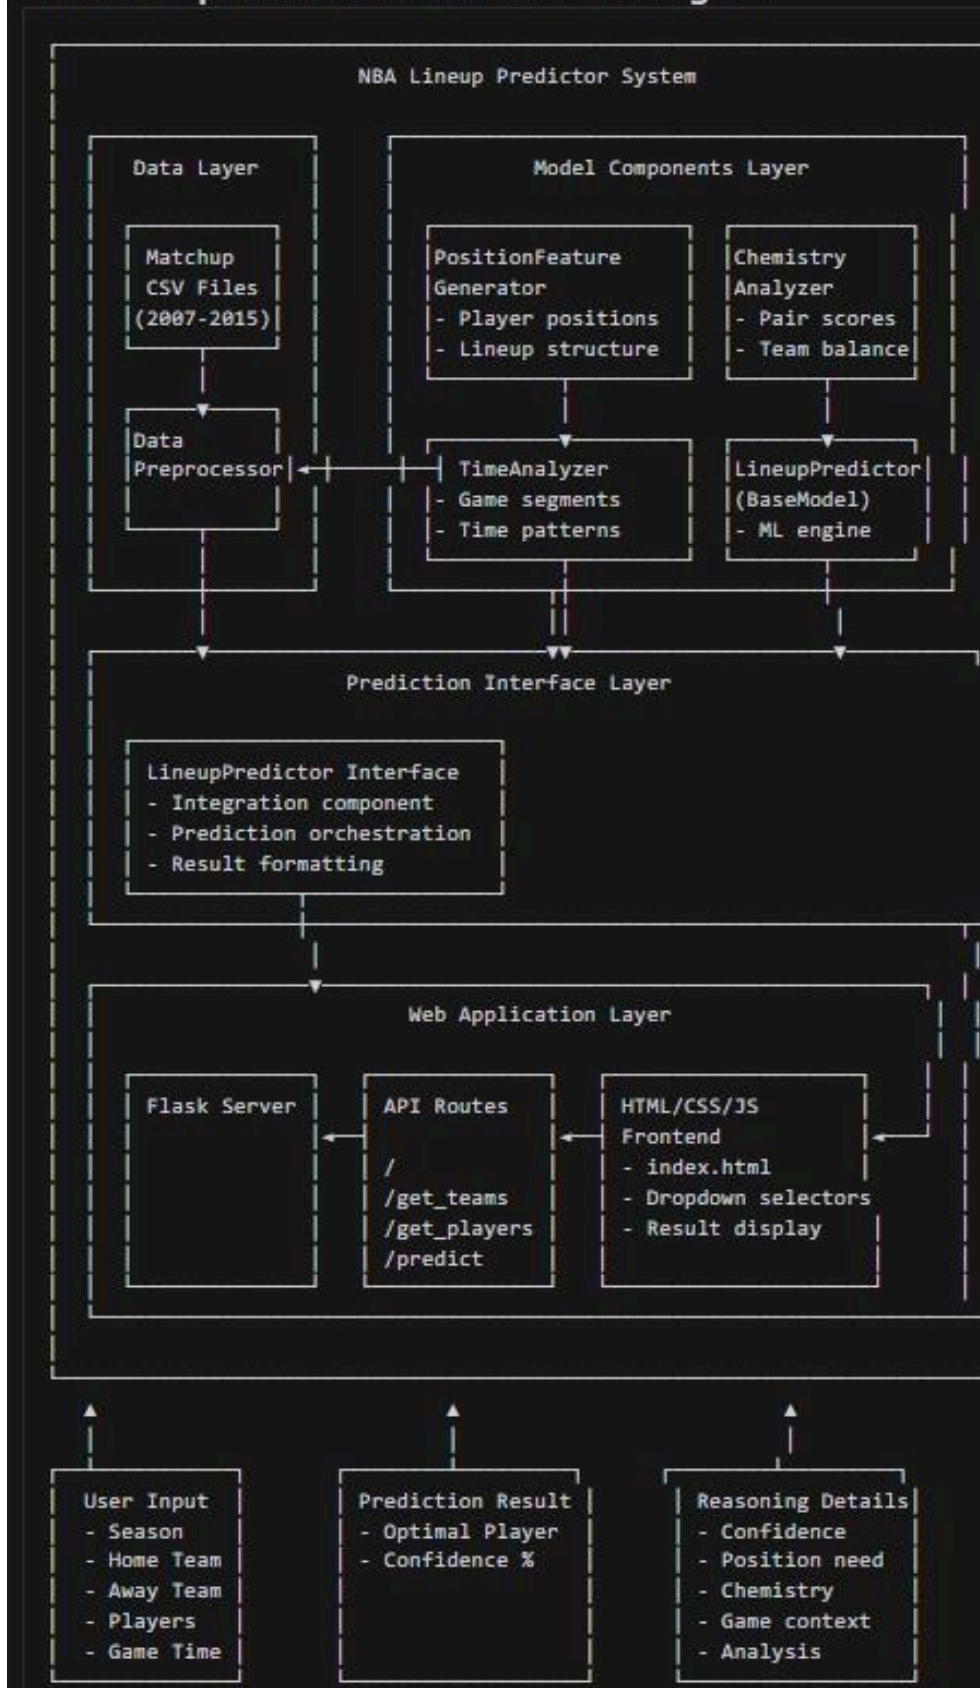 NBA Lineup Predictor System
Data Layer
Matchup
CSV Files
(2007-2015)
Data
Preprocessor
Model Components Layer
PositionFeature
Generator
- Player positions
- Lineup structure
Chemistry
Analyzer
- Pair scores
- Team balance
TimeAnalyzer
- Game segments
- Time patterns
LineupPredictor
(BaseModel)
- ML engine
Prediction Interface Layer
LineupPredictor Interface
- Integration component
- Prediction orchestration
- Result formatting
Web Application Layer
Flask Server
API Routes
/
/get_teams
/get_players
/predict
HTML/CSS/JS
Frontend
- index.html
- Dropdown selectors
- Result display
User Input
- Season
- Home Team
- Away Team
- Players
- Game Time
Prediction Result
- Optimal Player
- Confidence %
Reasoning Details
- Confidence
- Position need
- Chemistry
- Game context
- Analysis